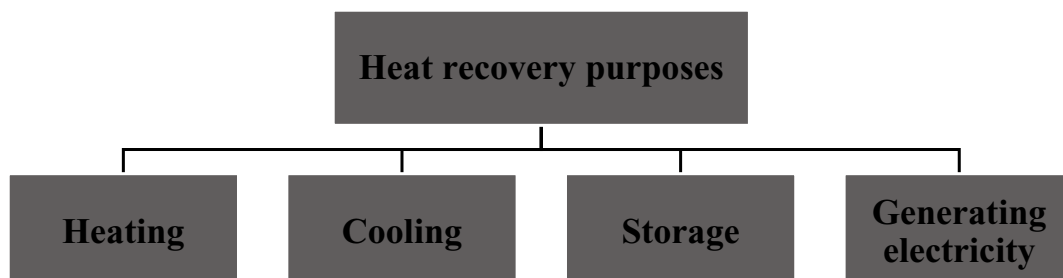 Heat recovery purposes
Heating
Cooling
Storage
Generating
electricity